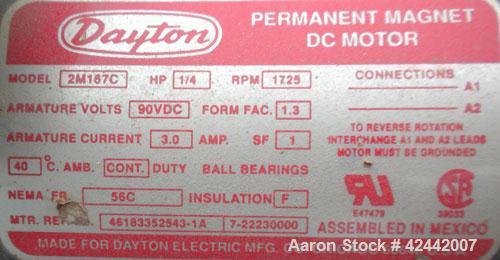 Dayton
PERMANENT MAGNET
DC MOTOR
MODEL 2M167C HP 1/4 RPM 1725
CONNECTIONS
A1
ARMATURE VOLTS 90VDC FORM FAC. 1.3
A2
ARMATURE CURRENT 3.0 AMP. SF 1
TO REVERSE ROTATION
INTERCHANGE A1 AND A2 LEADS
MOTOR MUST BE GROUNDED
40 °C. AMB. CONT. DUTY BALL BEARINGS
NEMA FR. 56C INSULATION F
E47479
39033
MTR. REF. 46183352543-1A 7-22230000
ASSEMBLED IN MEXICO
MADE FOR DAYTON ELECTRIC MFG.
Aaron Stock # 42442007